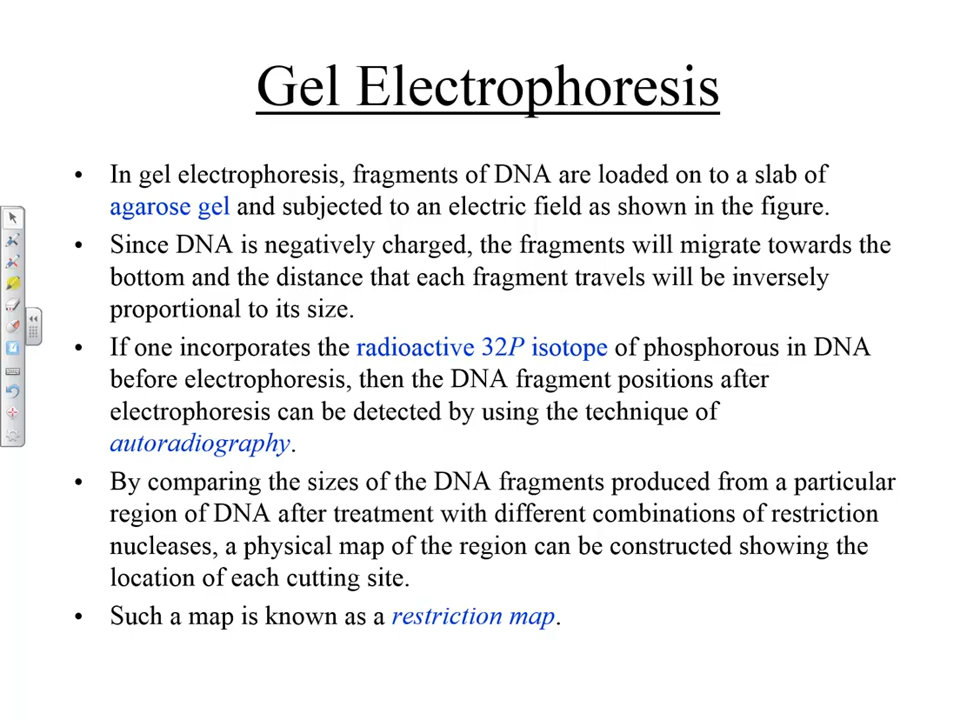 Gel Electrophoresis
• In gel electrophoresis, fragments of DNA are loaded on to a slab of
agarose gel and subjected to an electric field as shown in the figure.
• Since DNA is negatively charged, the fragments will migrate towards the
bottom and the distance that each fragment travels will be inversely
proportional to its size.
• If one incorporates the radioactive 32P isotope of phosphorous in DNA
before electrophoresis, then the DNA fragment positions after
electrophoresis can be detected by using the technique of
autoradiography.
• By comparing the sizes of the DNA fragments produced from a particular
region of DNA after treatment with different combinations of restriction
nucleases, a physical map of the region can be constructed showing the
location of each cutting site.
• Such a map is known as a restriction map.